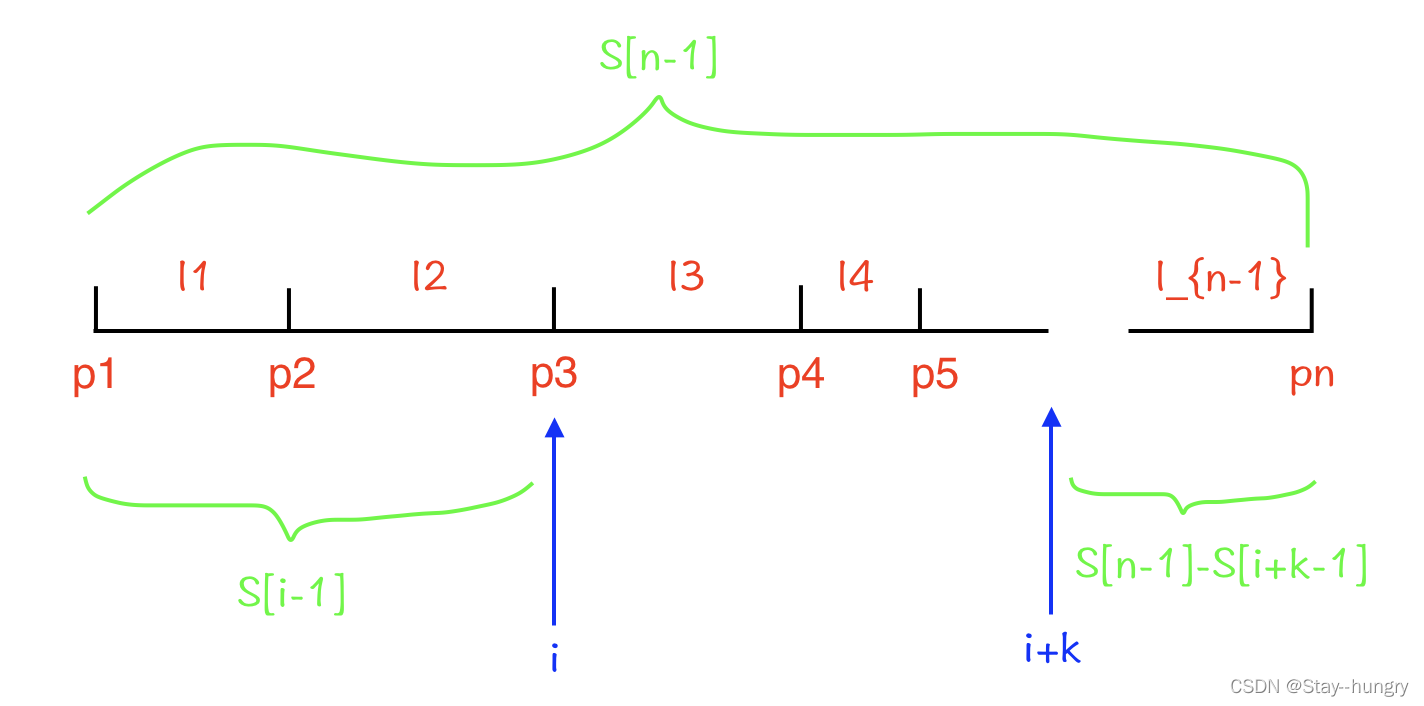 S[n-1]
l1 l2 l3 l4 l_{n-1}
p1 p2 p3 p4 p5 pn
S[i-1] S[n-1]-S[i+k-1]
i i+k
CSDN @Stay--hungry